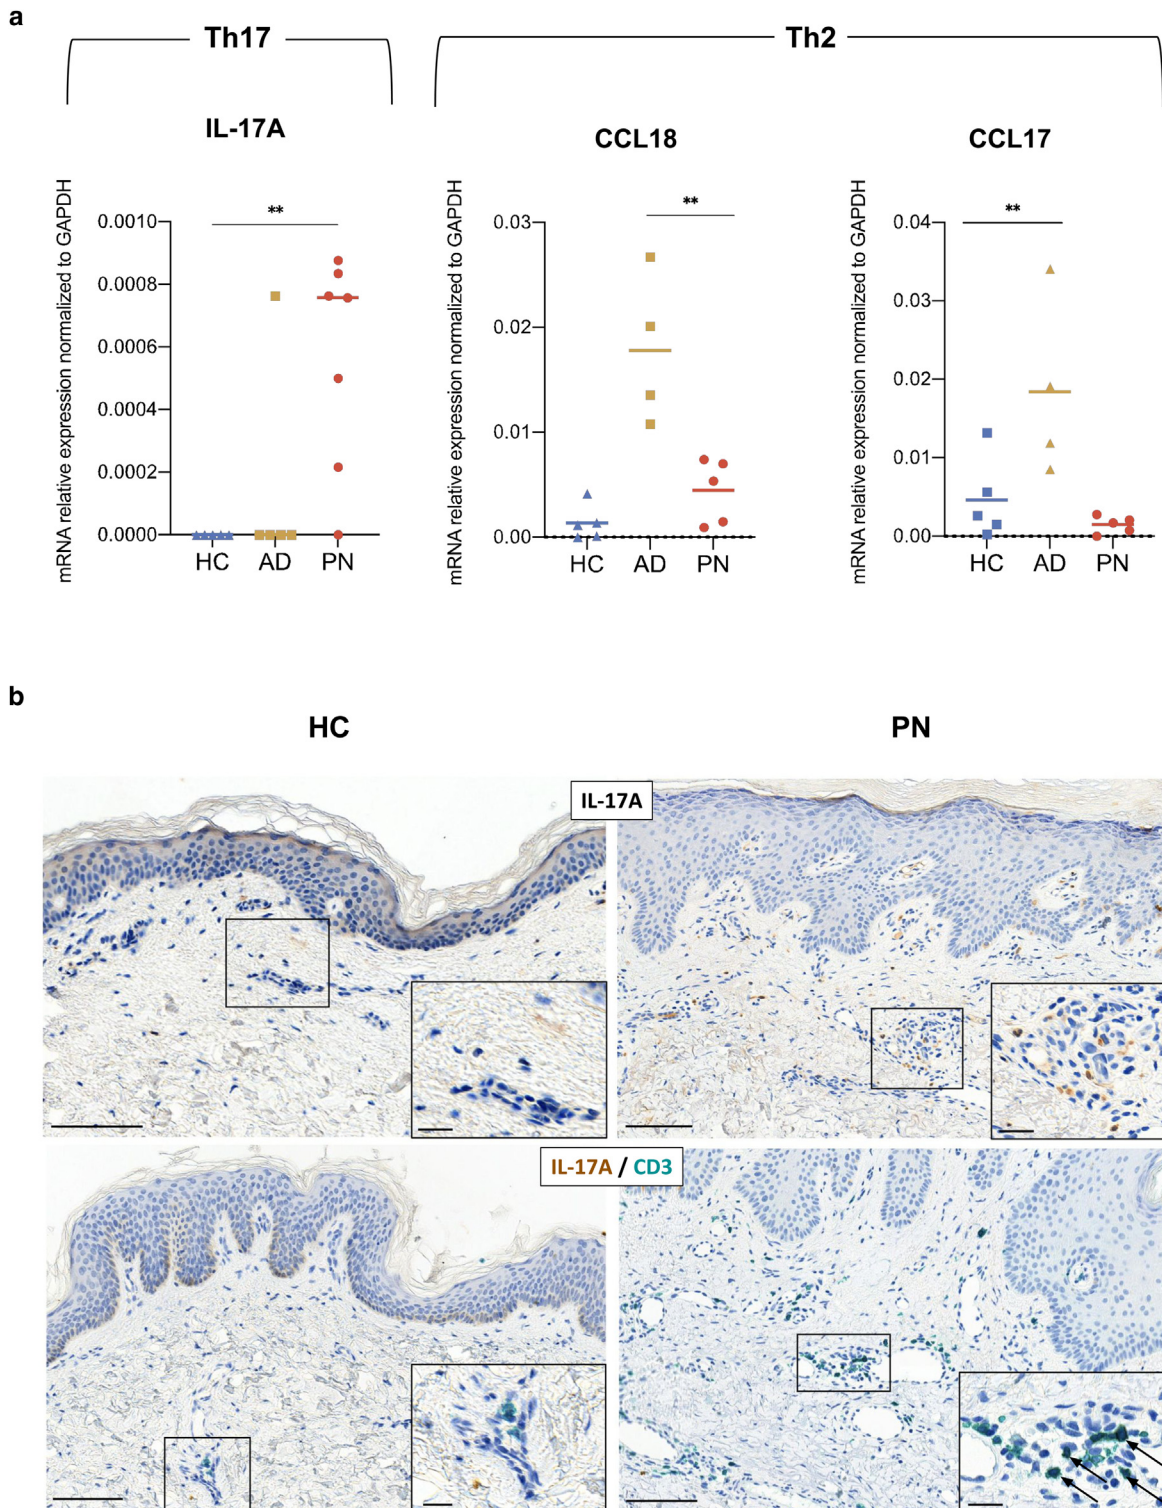 a
Th17
Th2
IL-17A
CCL18
CCL17
mRNA relative expression normalized to GAPDH
0.0010
0.0008
0.0006
0.0004
0.0002
0.0000
**
HC AD PN
mRNA relative expression normalized to GAPDH
0.03
0.02
0.01
0.00
**
HC AD PN
mRNA relative expression normalized to GAPDH
0.04
0.03
0.02
0.01
0.00
**
HC AD PN
b
HC
PN
IL-17A
IL-17A / CD3